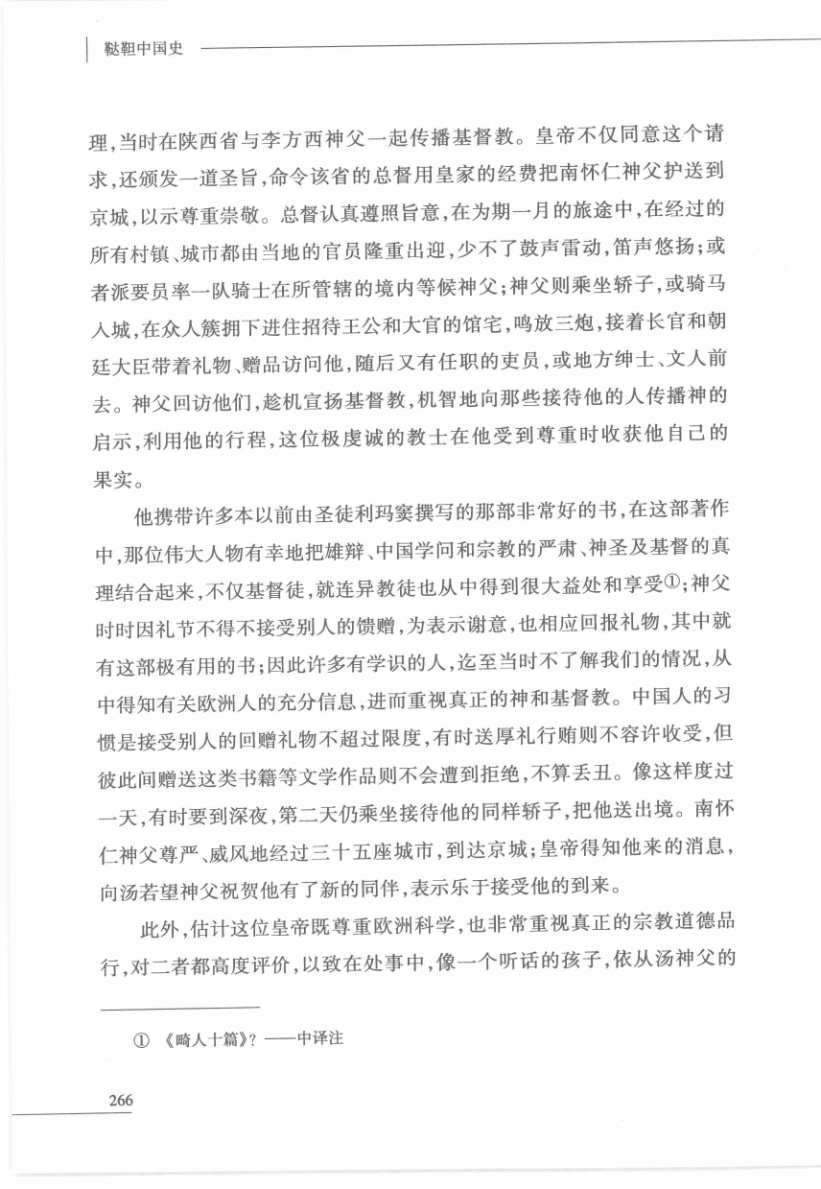 鞑靼中国史
理,当时在陕西省与李方西神父一起传播基督教。皇帝不仅同意这个请
求,还颁发一道圣旨,命令该省的总督用皇家的经费把南怀仁神父护送到
京城,以示尊重崇敬。总督认真遵照旨意,在为期一月的旅途中,在经过的
所有村镇、城市都由当地的官员隆重出迎,少不了鼓声雷动,笛声悠扬;或
者派要员率一队骑士在所管辖的境内等候神父;神父则乘坐轿子,或骑马
入城,在众人簇拥下进住招待王公和大官的馆宅,鸣放三炮,接着长官和朝
廷大臣带着礼物、赠品访问他,随后又有任职的吏员,或地方绅士、文人前
去。神父回访他们,趁机宣扬基督教,机智地向那些接待他的人传播神的
启示,利用他的行程,这位极虔诚的教士在他受到尊重时收获他自己的
果实。
他携带许多本以前由圣徒利玛窦撰写的那部非常好的书,在这部著作
中,那位伟大人物有幸地把雄辩、中国学问和宗教的严肃、神圣及基督的真
理结合起来,不仅基督徒,就连异教徒也从中得到很大益处和享受①;神父
时时因礼节不得不接受别人的馈赠,为表示谢意,也相应回报礼物,其中就
有这部极有用的书;因此许多有学识的人,迄至当时不了解我们的情况,从
中得知有关欧洲人的充分信息,进而重视真正的神和基督教。中国人的习
惯是接受别人的回赠礼物不超过限度,有时送厚礼行贿则不容许收受,但
彼此间赠送这类书籍等文学作品则不会遭到拒绝,不算丢丑。像这样度过
一天,有时要到深夜,第二天仍乘坐接待他的同样轿子,把他送出境。南怀
仁神父尊严、威风地经过三十五座城市,到达京城;皇帝得知他来的消息,
向汤若望神父祝贺他有了新的同伴,表示乐于接受他的到来。
此外,估计这位皇帝既尊重欧洲科学,也非常重视真正的宗教道德品
行,对二者都高度评价,以致在处事中,像一个听话的孩子,依从汤神父的
① 《畸人十篇》?——中译注
266